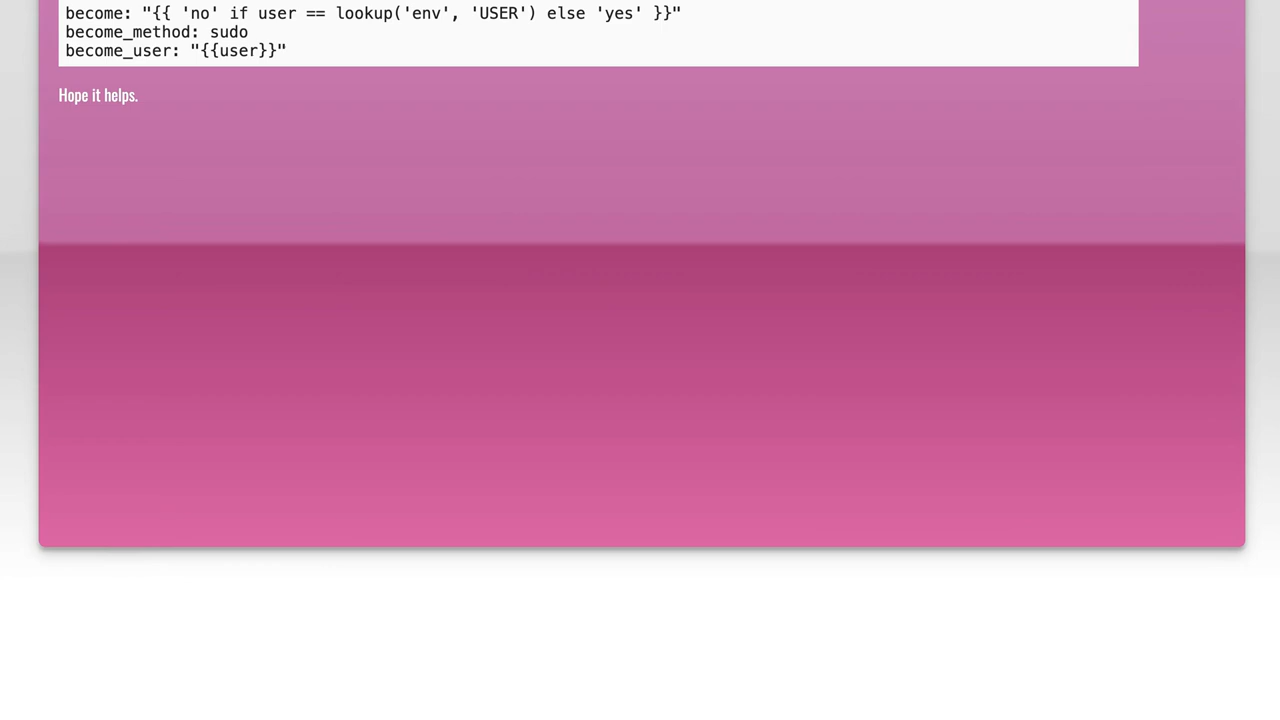 become: "{{ 'no' if user == lookup('env', 'USER') else 'yes' }}"
become_method: sudo
become_user: "{{user}}"
Hope it helps.